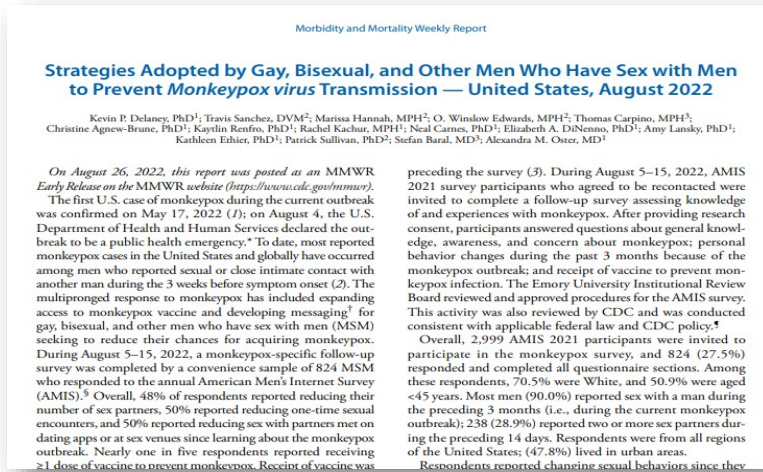 Morbidity and Mortality Weekly Report
Strategies Adopted by Gay, Bisexual, and Other Men Who Have Sex with Men
to Prevent Monkeypox virus Transmission — United States, August 2022
Kevin P. Delaney, PhD1; Travis Sanchez, DVM2; Marissa Hannah, MPH2; O. Winslow Edwards, MPH2; Thomas Carpino, MPH3;
Christine Agnew-Brune, PhD1; Kaytlin Renfro, PhD1; Rachel Kachur, MPH1; Neal Carnes, PhD1; Elizabeth A. DiNenno, PhD1; Amy Lansky, PhD1;
Kathleen Ethier, PhD1; Patrick Sullivan, PhD2; Stefan Baral, MD3; Alexandra M. Oster, MD1
On August 26, 2022, this report was posted as an MMWR
Early Release on the MMWR website (https://www.cdc.gov/mmwr).
The first U.S. case of monkeypox during the current outbreak
was confirmed on May 17, 2022 (1); on August 4, the U.S.
Department of Health and Human Services declared the out-
break to be a public health emergency.* To date, most reported
monkeypox cases in the United States and globally have occurred
among men who reported sexual or close intimate contact with
another man during the 3 weeks before symptom onset (2). The
multipronged response to monkeypox has included expanding
access to monkeypox vaccine and developing messaging† for
gay, bisexual, and other men who have sex with men (MSM)
seeking to reduce their chances for acquiring monkeypox.
During August 5–15, 2022, a monkeypox-specific follow-up
survey was completed by a convenience sample of 824 MSM
who responded to the annual American Men's Internet Survey
(AMIS).§ Overall, 48% of respondents reported reducing their
number of sex partners, 50% reported reducing one-time sexual
encounters, and 50% reported reducing sex with partners met on
dating apps or at sex venues since learning about the monkeypox
outbreak. Nearly one in five respondents reported receiving
≥1 dose of vaccine to prevent monkeypox. Receipt of vaccine was
preceding the survey (3). During August 5–15, 2022, AMIS
2021 survey participants who agreed to be recontacted were
invited to complete a follow-up survey assessing knowledge
of and experiences with monkeypox. After providing research
consent, participants answered questions about general knowl-
edge, awareness, and concern about monkeypox; personal
behavior changes during the past 3 months because of the
monkeypox outbreak; and receipt of vaccine to prevent mon-
keypox infection. The Emory University Institutional Review
Board reviewed and approved procedures for the AMIS survey.
This activity was also reviewed by CDC and was conducted
consistent with applicable federal law and CDC policy.¶
Overall, 2,999 AMIS 2021 participants were invited to
participate in the monkeypox survey, and 824 (27.5%)
responded and completed all questionnaire sections. Among
these respondents, 70.5% were White, and 50.9% were aged
<45 years. Most men (90.0%) reported sex with a man during
the preceding 3 months (i.e., during the current monkeypox
outbreak); 238 (28.9%) reported two or more sex partners dur-
ing the preceding 14 days. Respondents were from all regions
of the United States; (47.8%) lived in urban areas.
Respondents reported changing sexual behaviors since they